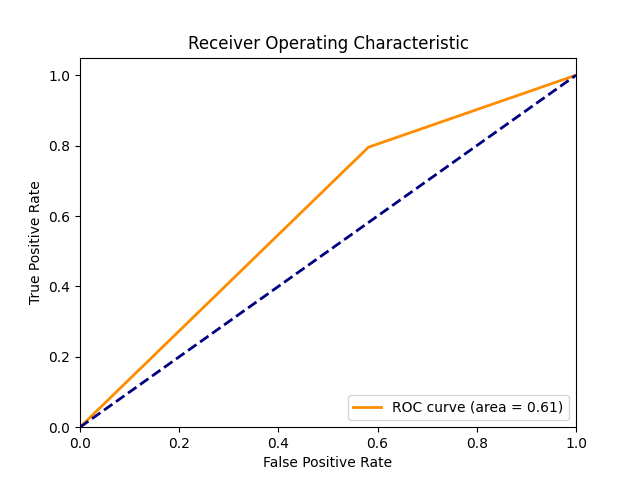 Receiver Operating Characteristic
1.0
0.8
0.6
0.4
0.2
0.0
True Positive Rate
ROC curve (area = 0.61)
0.0 0.2 0.4 0.6 0.8 1.0
False Positive Rate